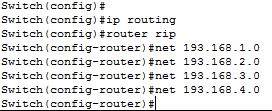 Switch(config)#
Switch(config)#ip routing
Switch(config)#router rip
Switch(config-router)#net 193.168.1.0
Switch(config-router)#net 193.168.2.0
Switch(config-router)#net 193.168.3.0
Switch(config-router)#net 193.168.4.0
Switch(config-router)#